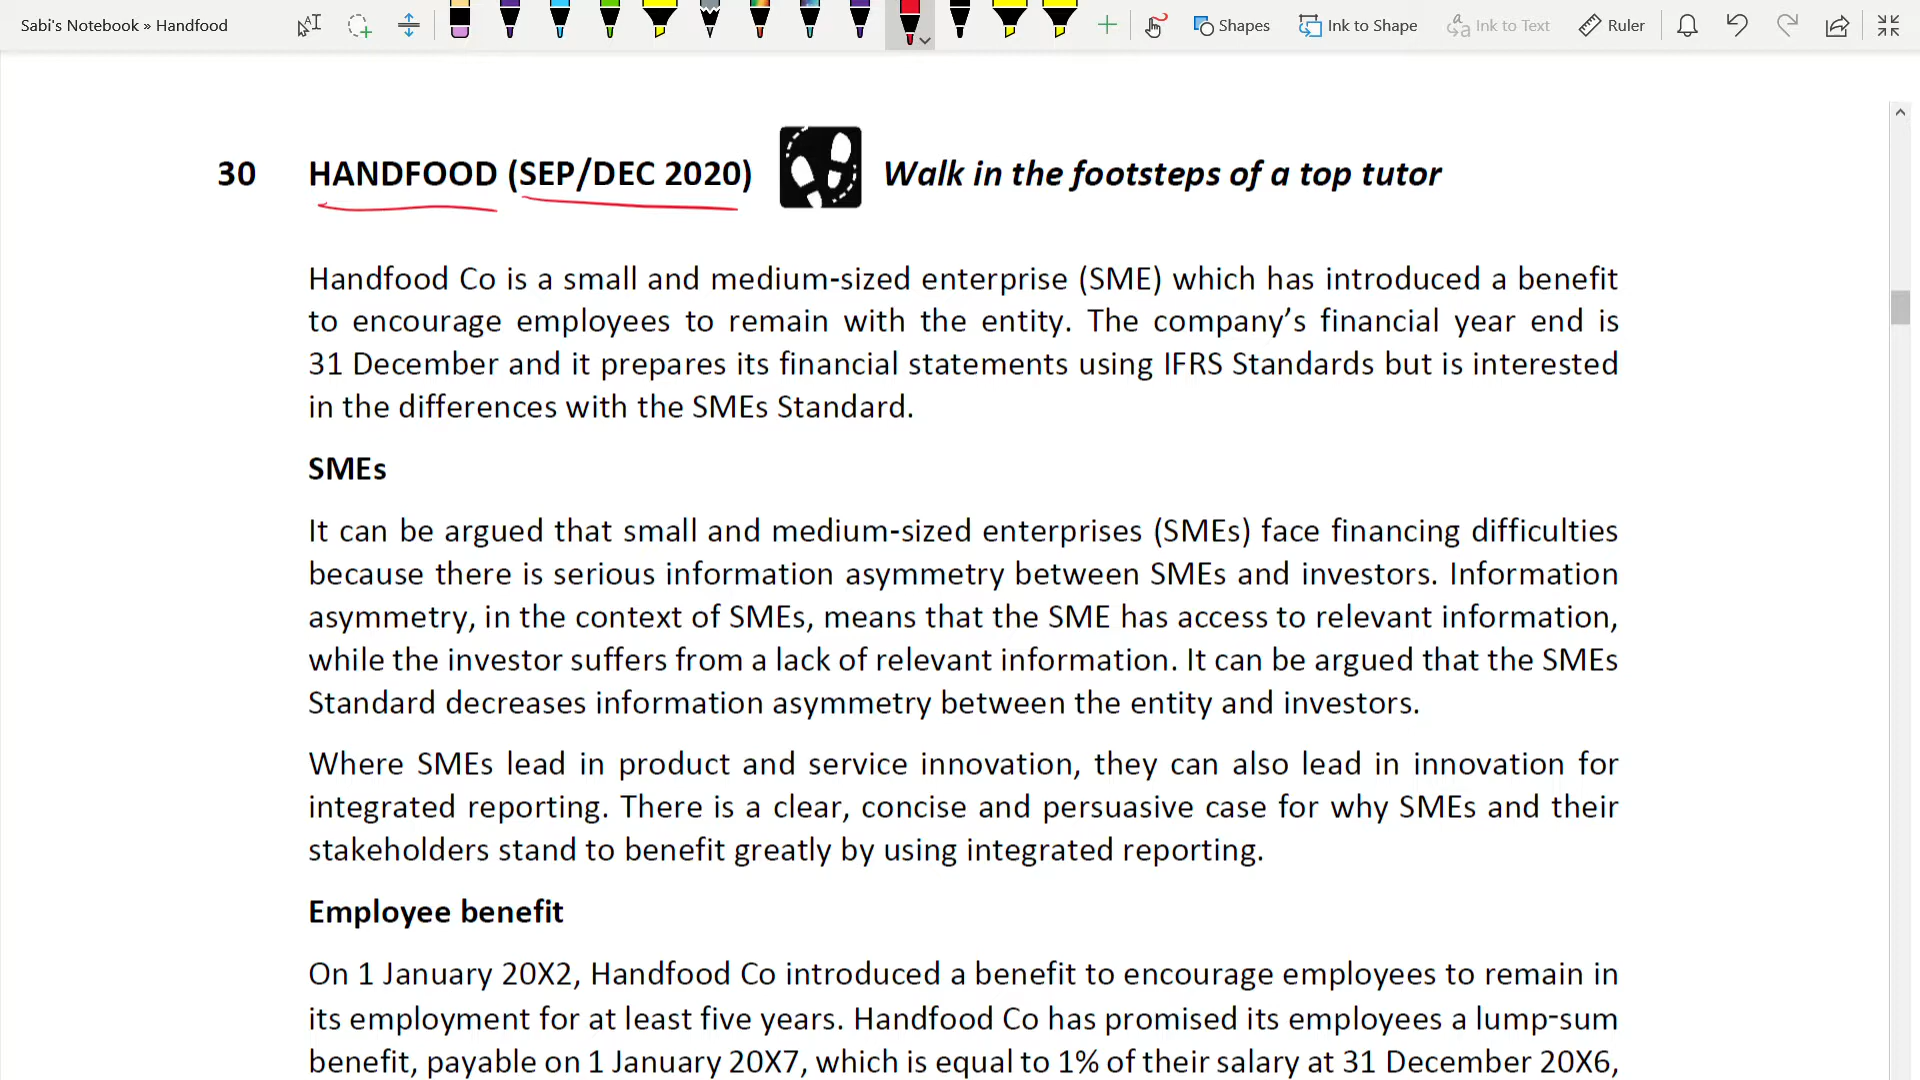 Sabi's Notebook » Handfood
Shapes
Ink to Shape
Ink to Text
Ruler
30 HANDFOOD (SEP/DEC 2020) Walk in the footsteps of a top tutor
Handfood Co is a small and medium-sized enterprise (SME) which has introduced a benefit
to encourage employees to remain with the entity. The company's financial year end is
31 December and it prepares its financial statements using IFRS Standards but is interested
in the differences with the SMEs Standard.
SMEs
It can be argued that small and medium-sized enterprises (SMEs) face financing difficulties
because there is serious information asymmetry between SMEs and investors. Information
asymmetry, in the context of SMEs, means that the SME has access to relevant information,
while the investor suffers from a lack of relevant information. It can be argued that the SMEs
Standard decreases information asymmetry between the entity and investors.
Where SMEs lead in product and service innovation, they can also lead in innovation for
integrated reporting. There is a clear, concise and persuasive case for why SMEs and their
stakeholders stand to benefit greatly by using integrated reporting.
Employee benefit
On 1 January 20X2, Handfood Co introduced a benefit to encourage employees to remain in
its employment for at least five years. Handfood Co has promised its employees a lump-sum
benefit, payable on 1 January 20X7, which is equal to 1% of their salary at 31 December 20X6,